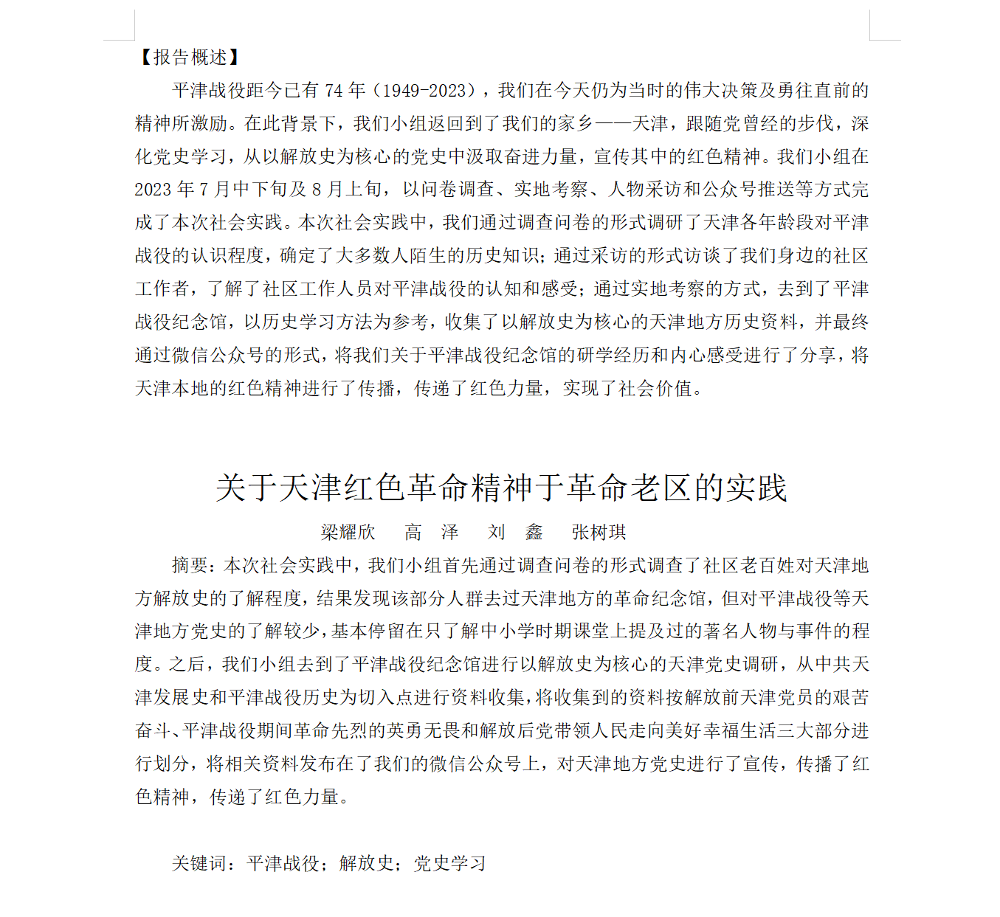 【报告概述】
平津战役距今已有 74 年（1949-2023），我们在今天仍为当时的伟大决策及勇往直前的
精神所激励。在此背景下，我们小组返回到了我们的家乡——天津，跟随党曾经的步伐，深
化党史学习，从以解放史为核心的党史中汲取奋进力量，宣传其中的红色精神。我们小组在
2023 年 7 月中下旬及 8 月上旬，以问卷调查、实地考察、人物采访和公众号推送等方式完
成了本次社会实践。本次社会实践中，我们通过调查问卷的形式调研了天津各年龄段对平津
战役的认识程度，确定了大多数人陌生的历史知识；通过采访的形式访谈了我们身边的社区
工作者，了解了社区工作人员对平津战役的认知和感受；通过实地考察的方式，去到了平津
战役纪念馆，以历史学习方法为参考，收集了以解放史为核心的天津地方历史资料，并最终
通过微信公众号的形式，将我们关于平津战役纪念馆的研学经历和内心感受进行了分享，将
天津本地的红色精神进行了传播，传递了红色力量，实现了社会价值。
关于天津红色革命精神于革命老区的实践
梁耀欣 高 泽 刘 鑫 张树琪
摘要：本次社会实践中，我们小组首先通过调查问卷的形式调查了社区老百姓对天津地
方解放史的了解程度，结果发现该部分人群去过天津地方的革命纪念馆，但对平津战役等天
津地方党史的了解较少，基本停留在只了解中小学时期课堂上提及过的著名人物与事件的程
度。之后，我们小组去到了平津战役纪念馆进行以解放史为核心的天津党史调研，从中共天
津发展史和平津战役历史为切入点进行资料收集，将收集到的资料按解放前天津党员的艰苦
奋斗、平津战役期间革命先烈的英勇无畏和解放后党带领人民走向美好幸福生活三大部分进
行划分，将相关资料发布在了我们的微信公众号上，对天津地方党史进行了宣传，传播了红
色精神，传递了红色力量。
关键词：平津战役；解放史；党史学习